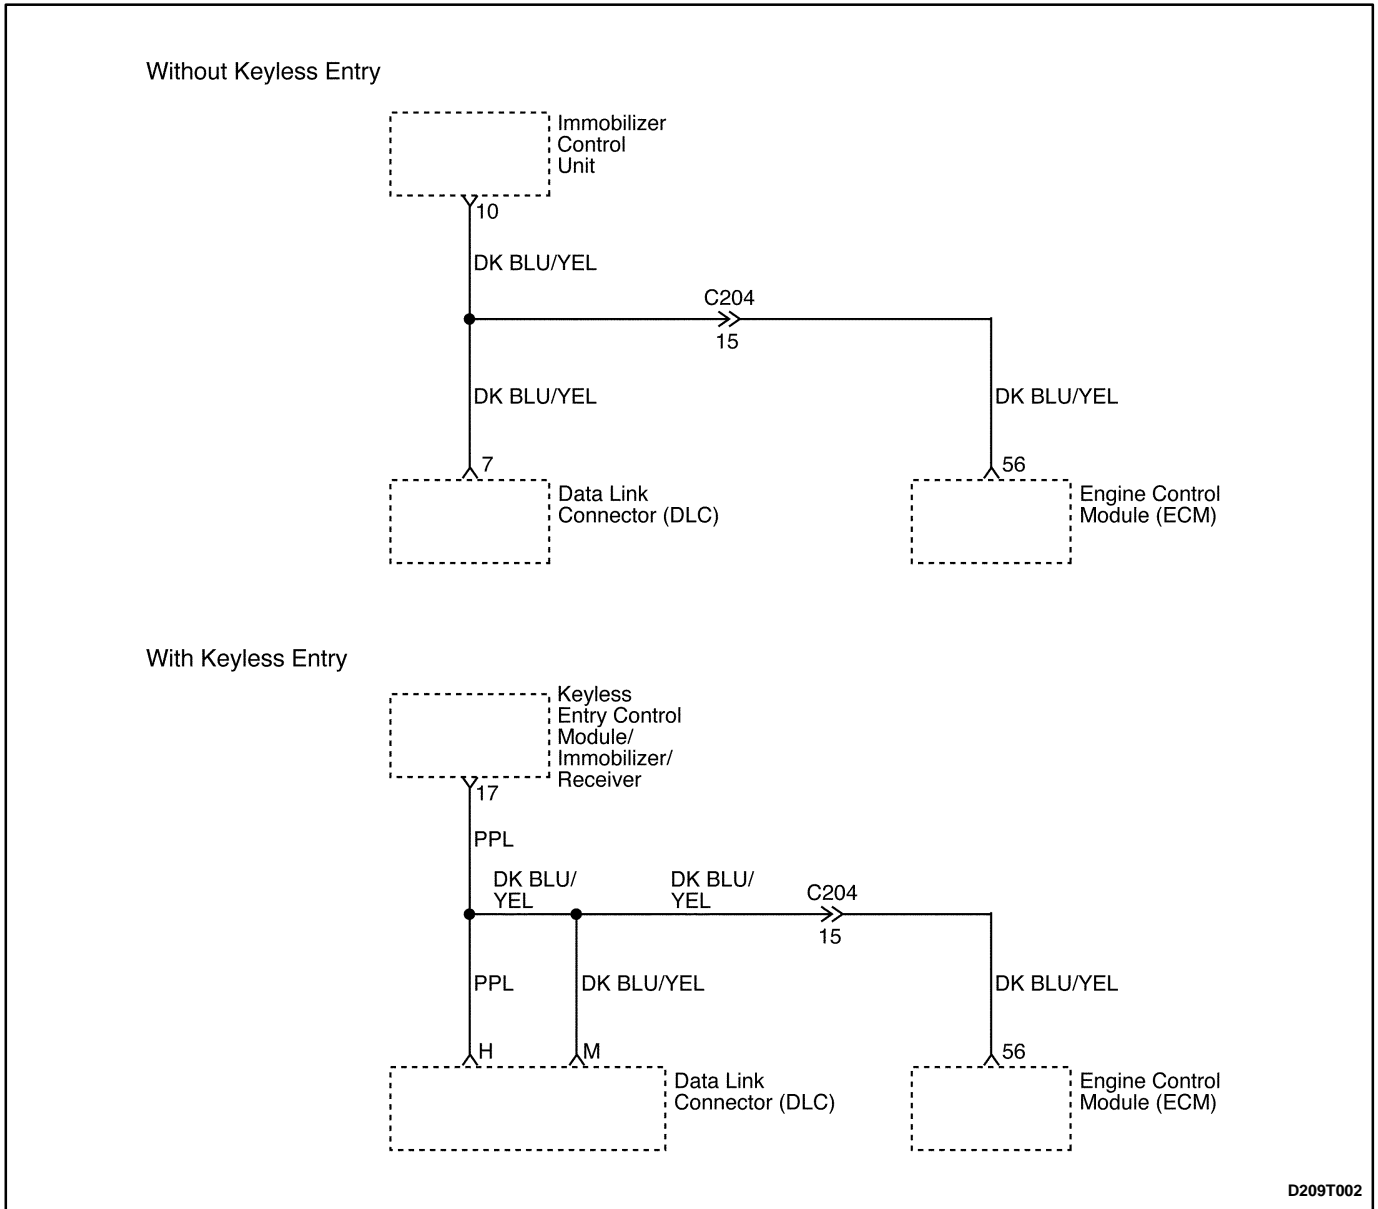 Without Keyless Entry
Immobilizer
Control
Unit
10
DK BLU/YEL
C204
15
DK BLU/YEL
DK BLU/YEL
7
56
Data Link
Connector (DLC)
Engine Control
Module (ECM)
With Keyless Entry
Keyless
Entry Control
Module/
Immobilizer/
Receiver
17
PPL
DK BLU/
YEL
DK BLU/
YEL
C204
15
PPL
DK BLU/YEL
DK BLU/YEL
H
M
56
Data Link
Connector (DLC)
Engine Control
Module (ECM)
D209T002